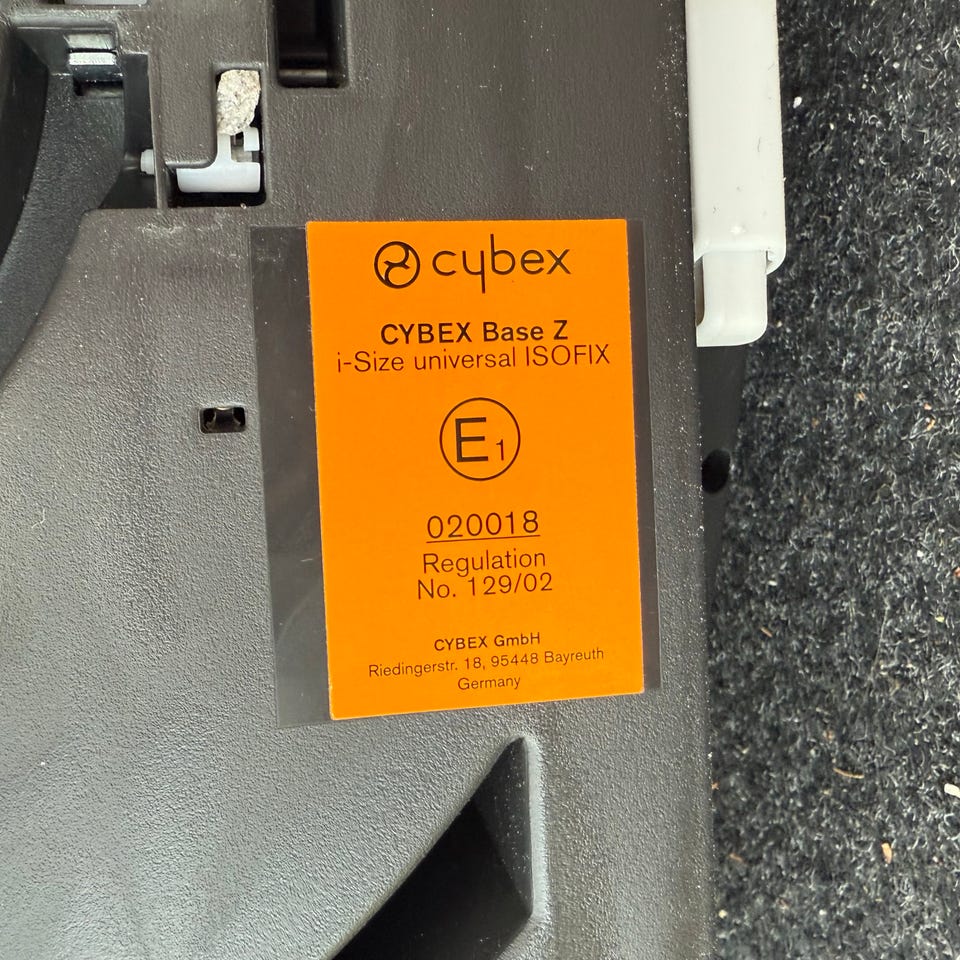 cybex
CYBEX Base Z
i-Size universal ISOFIX
E1
020018
Regulation
No. 129/02
CYBEX GmbH
Riedingerstr. 18, 95448 Bayreuth
Germany